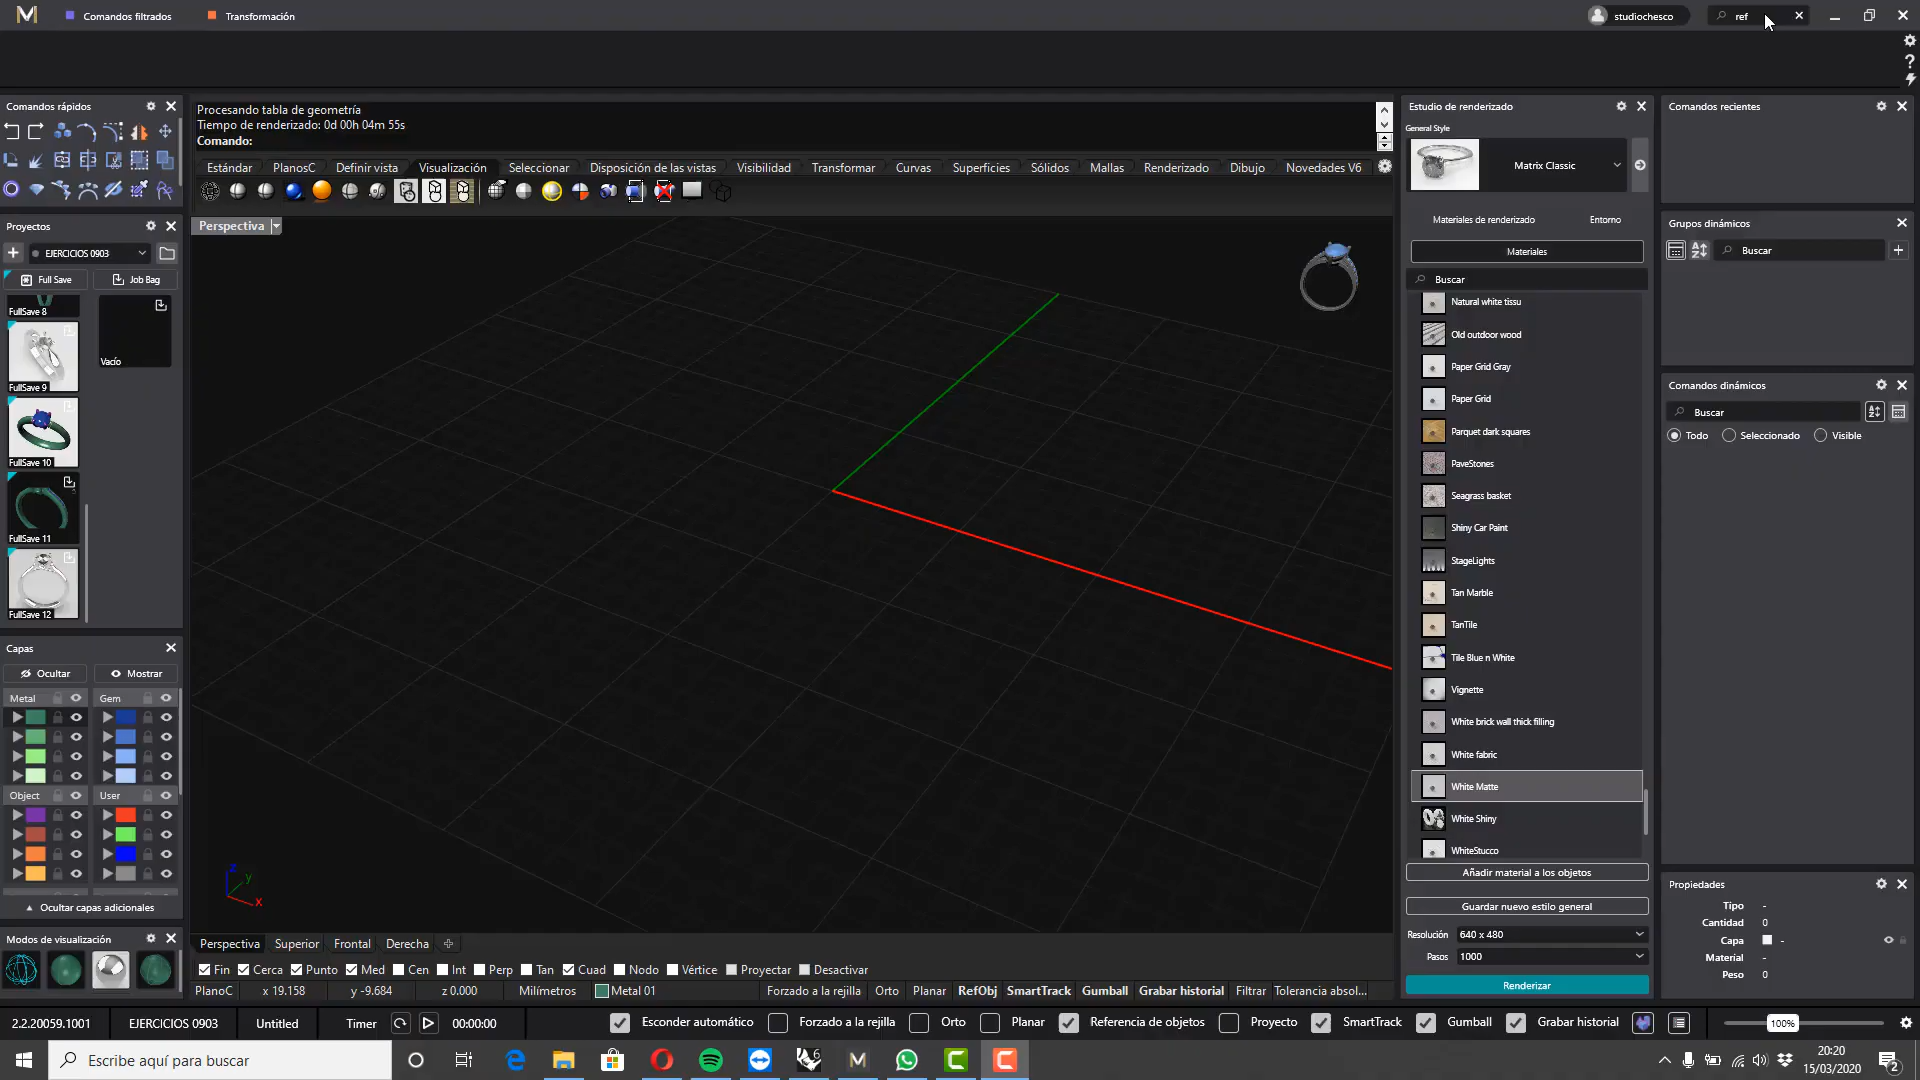 Comandos filtrados
Transformación
studiochesco
ref
Comandos rápidos
Procesando tabla de geometría
Tiempo de renderizado: 0d 00h 04m 55s
Comando:
Estándar PlanosC Definir vista Visualización Seleccionar Disposición de las vistas Visibilidad Transformar Curvas Superficies Sólidos Mallas Renderizado Dibujo Novedades V6
Perspectiva
Proyectos
EJERCICIOS 0903
Full Save
Job Bag
FullSave 8
Vacío
FullSave 9
FullSave 10
FullSave 11
FullSave 12
Capas
Ocultar
Mostrar
Metal
Gem
Object
User
Ocultar capas adicionales
Modos de visualización
Estudio de renderizado
General Style
Matrix Classic
Materiales de renderizado
Entorno
Materiales
Buscar
Natural white tissu
Old outdoor wood
Paper Grid Gray
Paper Grid
Parquet dark squares
PaveStones
Seagrass basket
Shiny Car Paint
StageLights
Tan Marble
TanTile
Tile Blue n White
Vignette
White brick wall thick filling
White fabric
White Matte
White Shiny
WhiteStucco
Añadir material a los objetos
Guardar nuevo estilo general
Resolución 640 x 480
Pasos 1000
Renderizar
Comandos recientes
Grupos dinámicos
Buscar
Comandos dinámicos
Buscar
Todo Seleccionado Visible
Propiedades
Tipo -
Cantidad 0
Capa -
Material -
Peso 0
z
y
x
Perspectiva Superior Frontal Derecha
Fin Cerca Punto Med Cen Int Perp Tan Cuad Nodo Vértice Proyectar Desactivar
PlanoC x 19.158 y -9.684 z 0.000 Milímetros Metal 01 Forzado a la rejilla Orto Planar RefObj SmartTrack Gumball Grabar historial Filtrar Tolerancia absol...
2.2.20059.1001 EJERCICIOS 0903 Untitled Timer 00:00:00 Esconder automático Forzado a la rejilla Orto Planar Referencia de objetos Proyecto SmartTrack Gumball Grabar historial 100%
Escribe aquí para buscar
20:20
15/03/2020
2